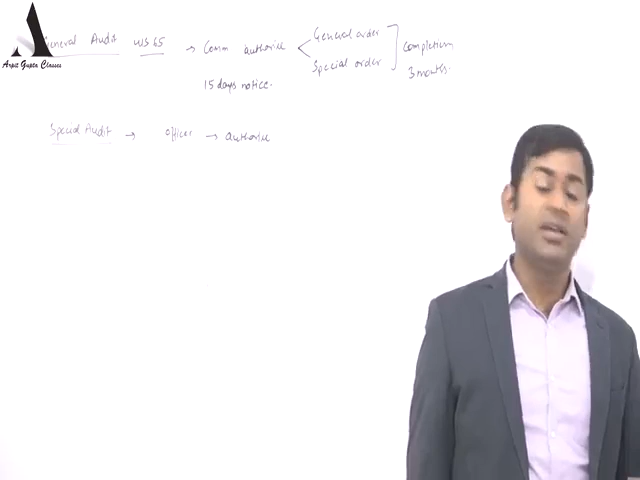 General Audit u/s 65 → Comm authorise General order Completion
Special order 3 months.
15 days notice.
Arpit Gupta Classes
Special Audit → officer → authorise